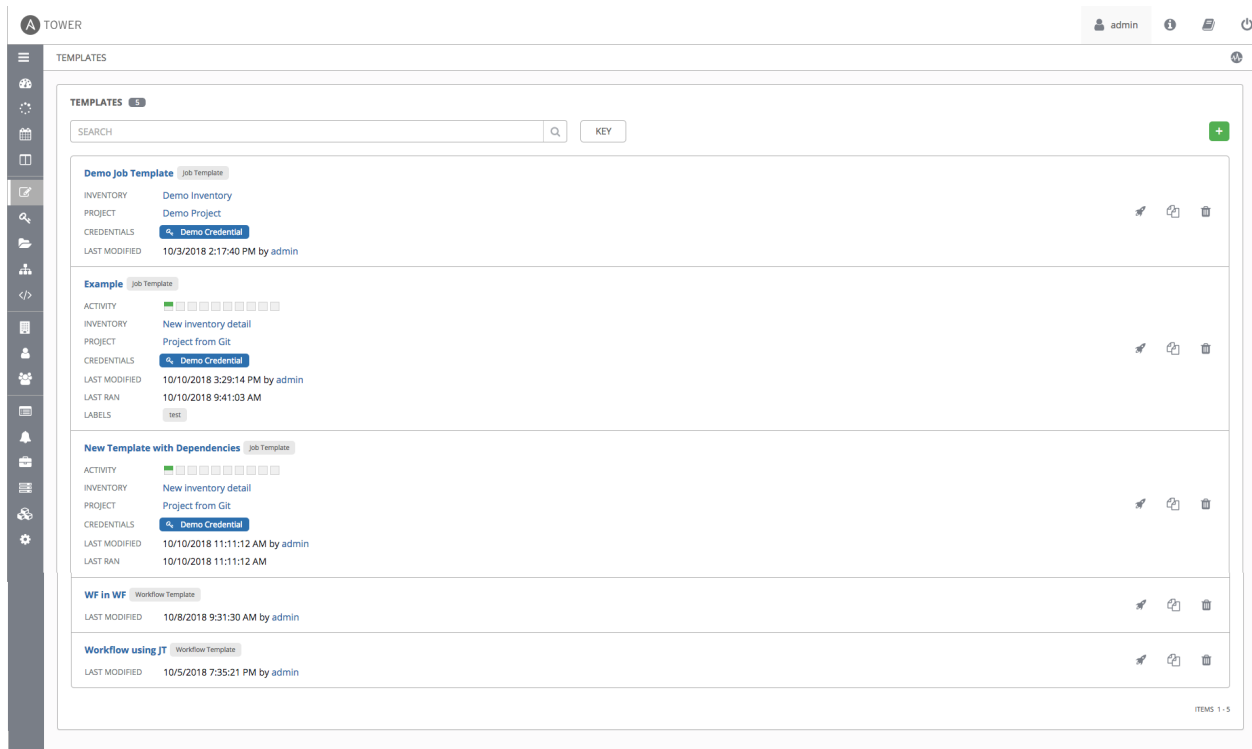 A TOWER admin
TEMPLATES
TEMPLATES 5
SEARCH KEY
Demo Job Template Job Template
INVENTORY Demo Inventory
PROJECT Demo Project
CREDENTIALS Demo Credential
LAST MODIFIED 10/3/2018 2:17:40 PM by admin
Example Job Template
ACTIVITY
INVENTORY New inventory detail
PROJECT Project from Git
CREDENTIALS Demo Credential
LAST MODIFIED 10/10/2018 3:29:14 PM by admin
LAST RAN 10/10/2018 9:41:03 AM
LABELS test
New Template with Dependencies Job Template
ACTIVITY
INVENTORY New inventory detail
PROJECT Project from Git
CREDENTIALS Demo Credential
LAST MODIFIED 10/10/2018 11:11:12 AM by admin
LAST RAN 10/10/2018 11:11:12 AM
WF in WF Workflow Template
LAST MODIFIED 10/8/2018 9:31:30 AM by admin
Workflow using JT Workflow Template
LAST MODIFIED 10/5/2018 7:35:21 PM by admin
ITEMS 1 - 5